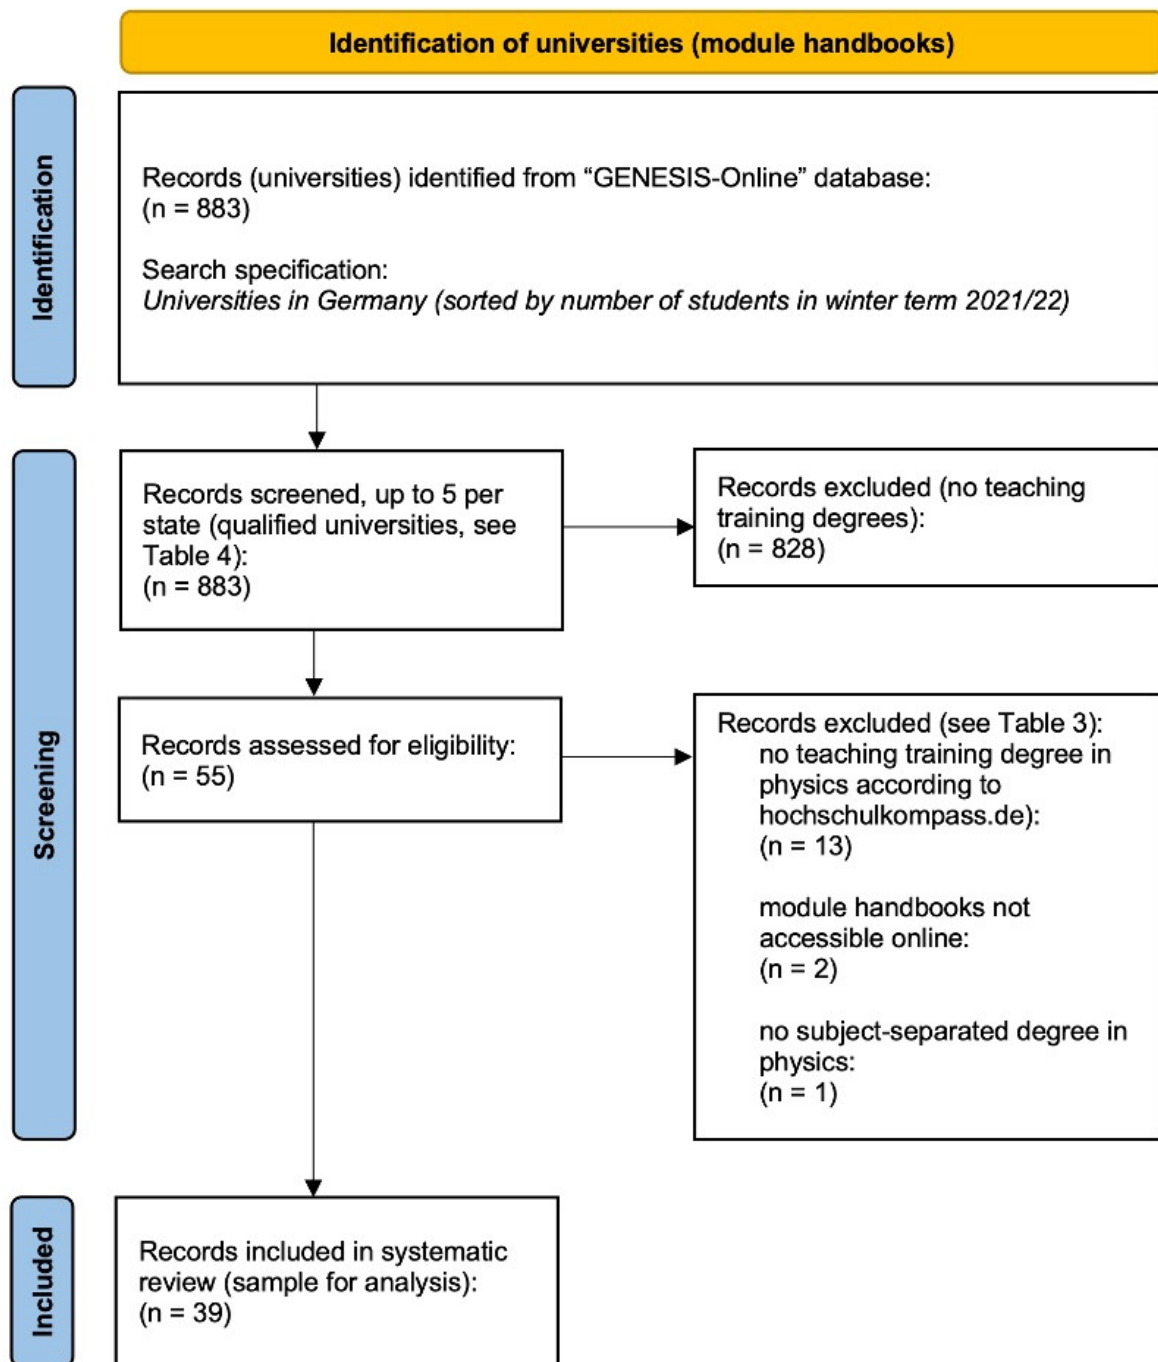 Identification of universities (module handbooks)
Identification
Records (universities) identified from “GENESIS-Online” database:
(n = 883)
Search specification:
Universities in Germany (sorted by number of students in winter term 2021/22)
Screening
Records screened, up to 5 per
state (qualified universities, see
Table 4):
(n = 883)
Records excluded (no teaching
training degrees):
(n = 828)
Records assessed for eligibility:
(n = 55)
Records excluded (see Table 3):
no teaching training degree in
physics according to
hochschulkompass.de):
(n = 13)
module handbooks not
accessible online:
(n = 2)
no subject-separated degree in
physics:
(n = 1)
Included
Records included in systematic
review (sample for analysis):
(n = 39)